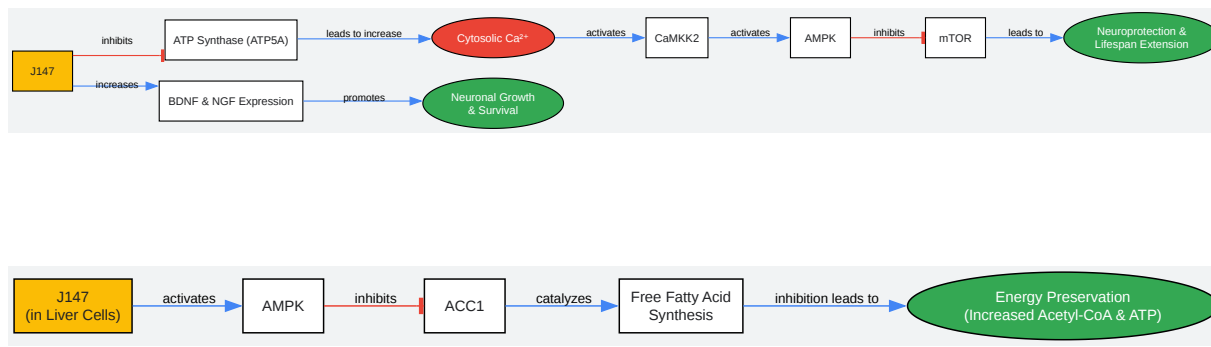 J147
inhibits
ATP Synthase (ATP5A)
leads to increase
Cytosolic Ca²⁺
activates
CaMKK2
activates
AMPK
inhibits
mTOR
leads to
Neuroprotection &
Lifespan Extension
increases
BDNF & NGF Expression
promotes
Neuronal Growth
& Survival
J147
(in Liver Cells)
activates
AMPK
inhibits
ACC1
catalyzes
Free Fatty Acid
Synthesis
inhibition leads to
Energy Preservation
(Increased Acetyl-CoA & ATP)